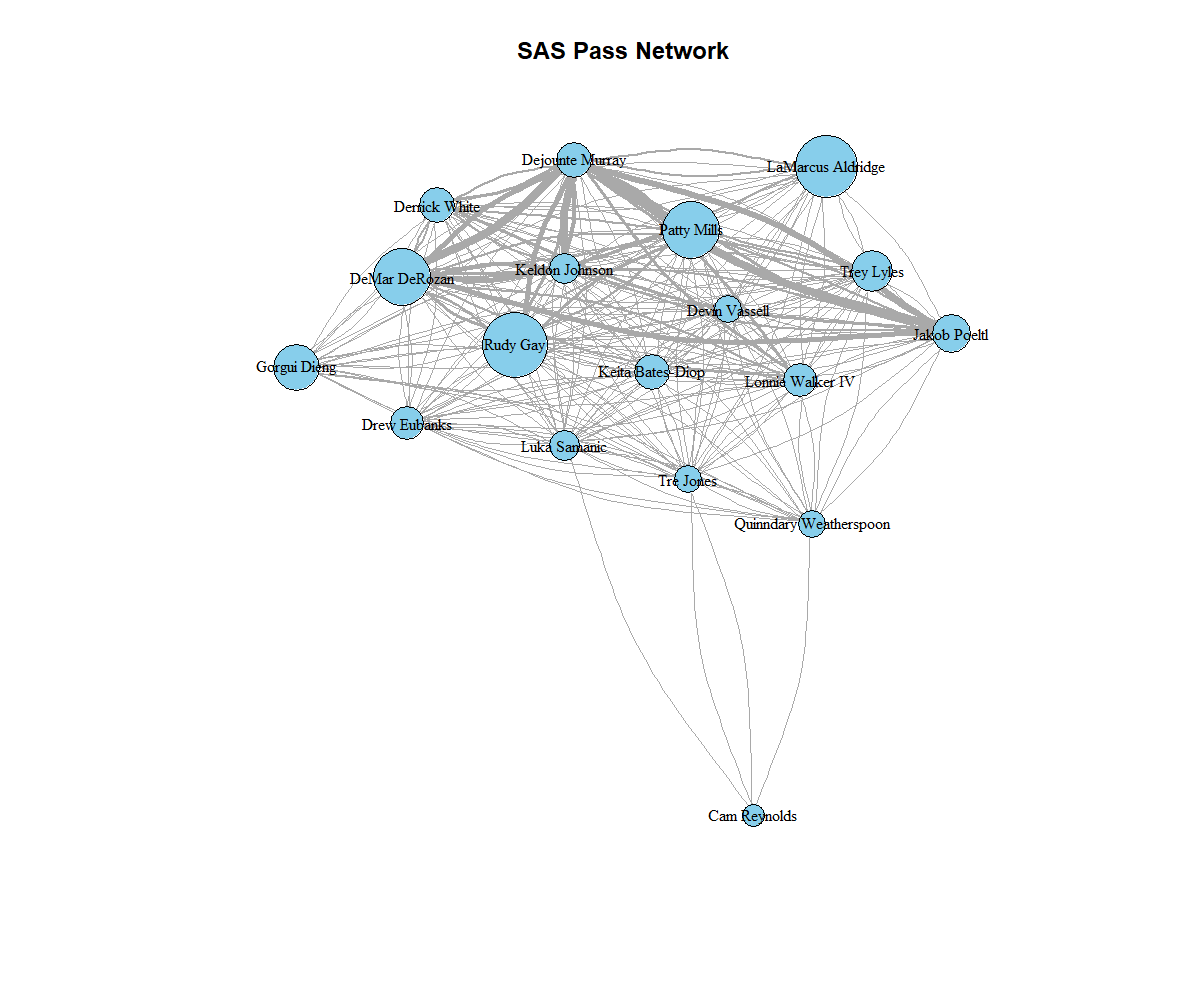 SAS Pass Network
Dejounte Murray
LaMarcus Aldridge
Derrick White
Patty Mills
Keldon Johnson
Trey Lyles
DeMar DeRozan
Devin Vassell
Jakob Poeltl
Rudy Gay
Gorgui Dieng
Keita Bates-Diop
Lonnie Walker IV
Drew Eubanks
Luka Samanic
Tre Jones
Quinndary Weatherspoon
Cam Reynolds